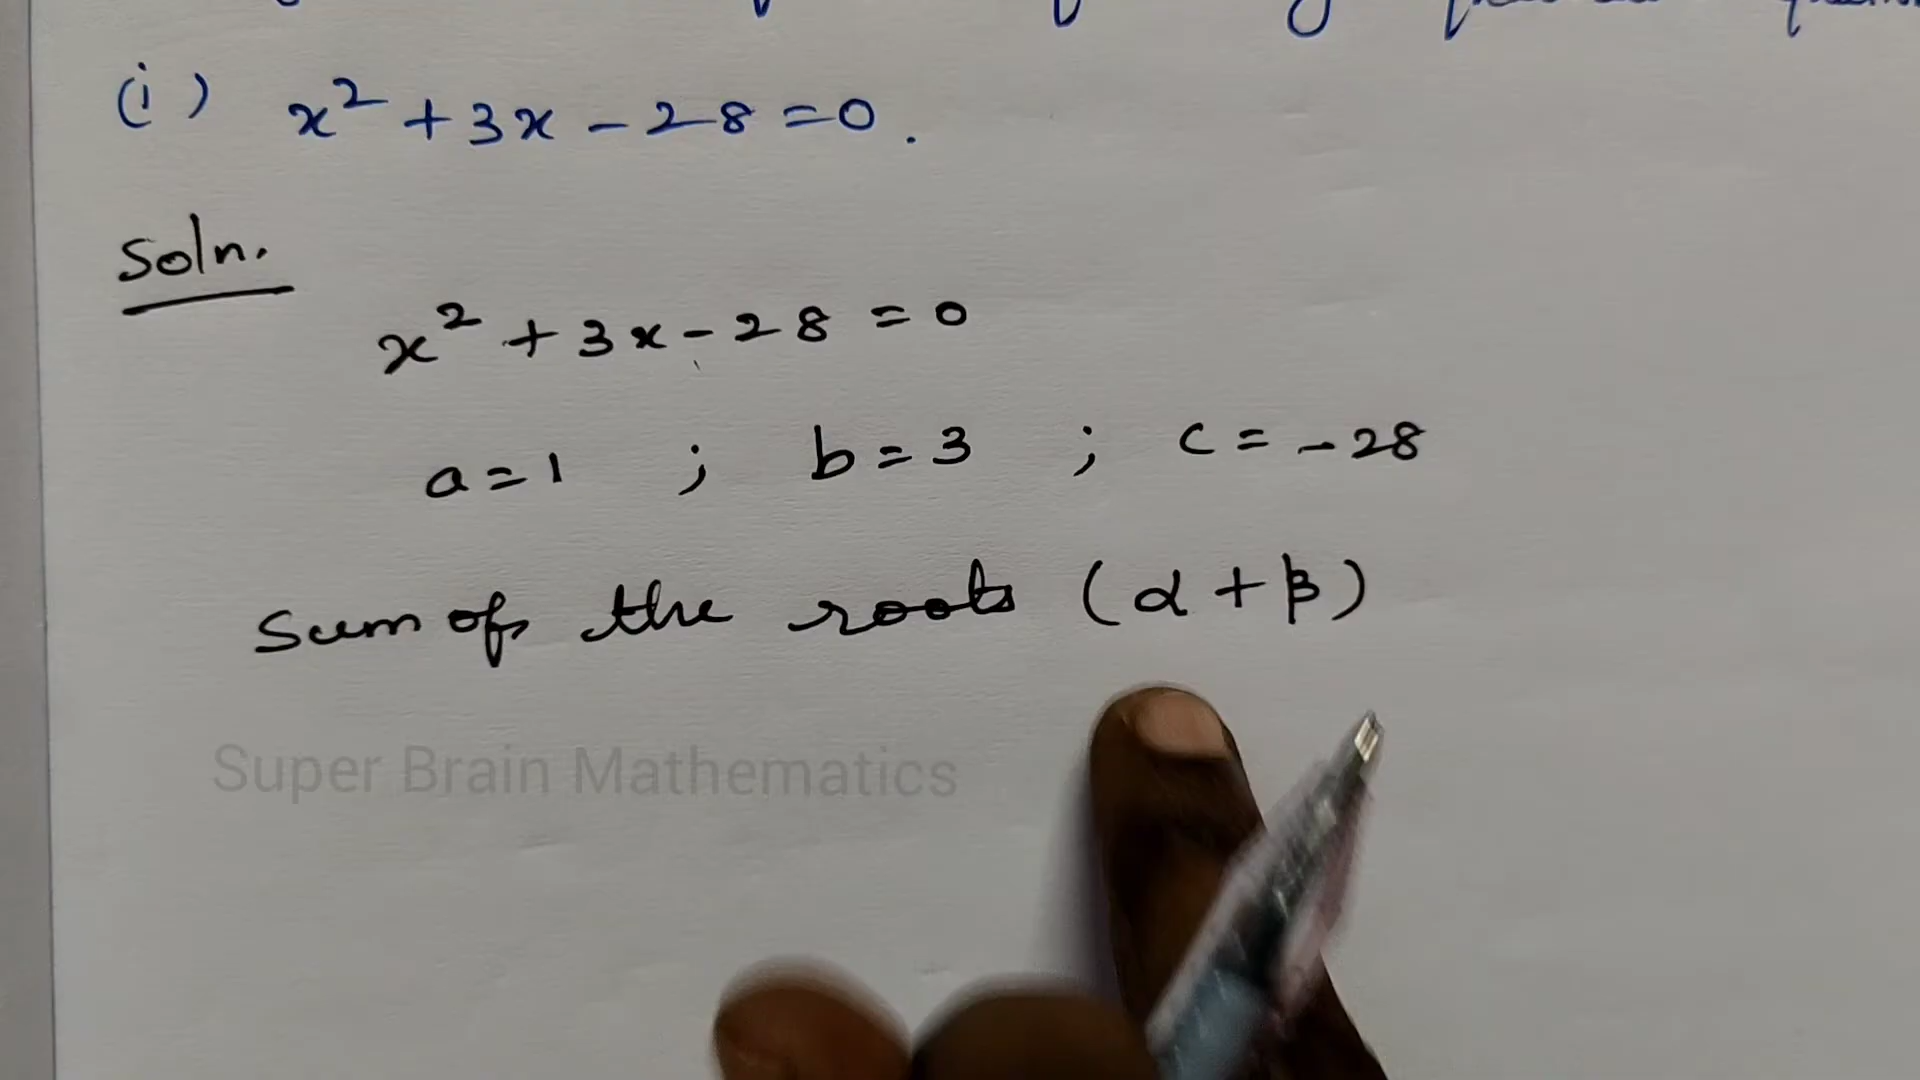 (i) x² + 3x - 28 = 0.
Soln.
x² + 3x - 28 = 0
a = 1 ; b = 3 ; c = -28
Sum of the roots (α + β)
Super Brain Mathematics